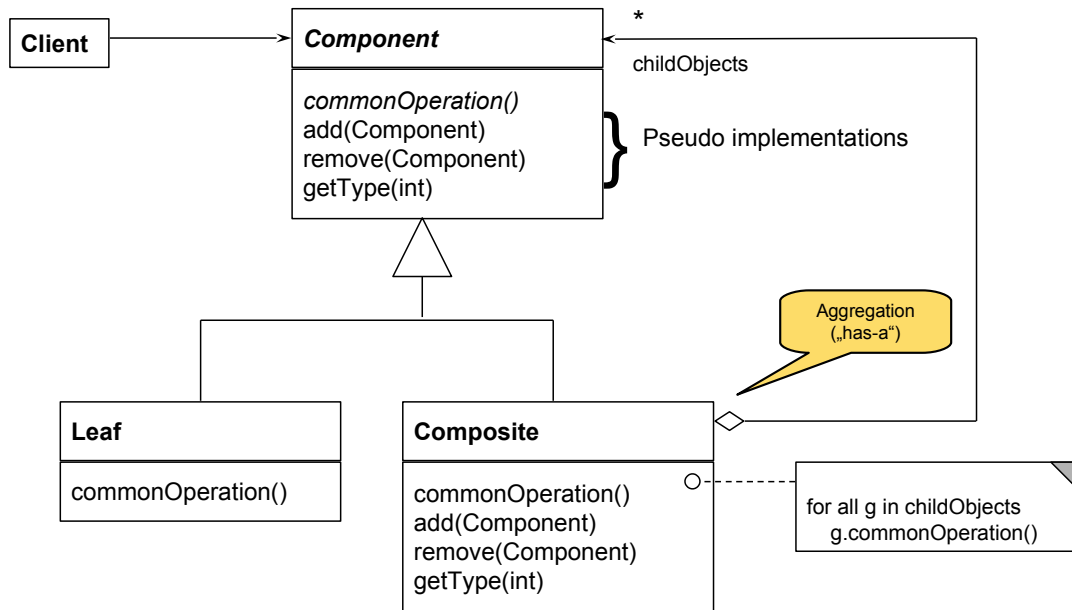 Client
Component
*
childObjects
commonOperation()
add(Component)
remove(Component)
getType(int)
}
Pseudo implementations
Aggregation
(„has-a“)
Leaf
commonOperation()
Composite
commonOperation()
add(Component)
remove(Component)
getType(int)
for all g in childObjects
g.commonOperation()